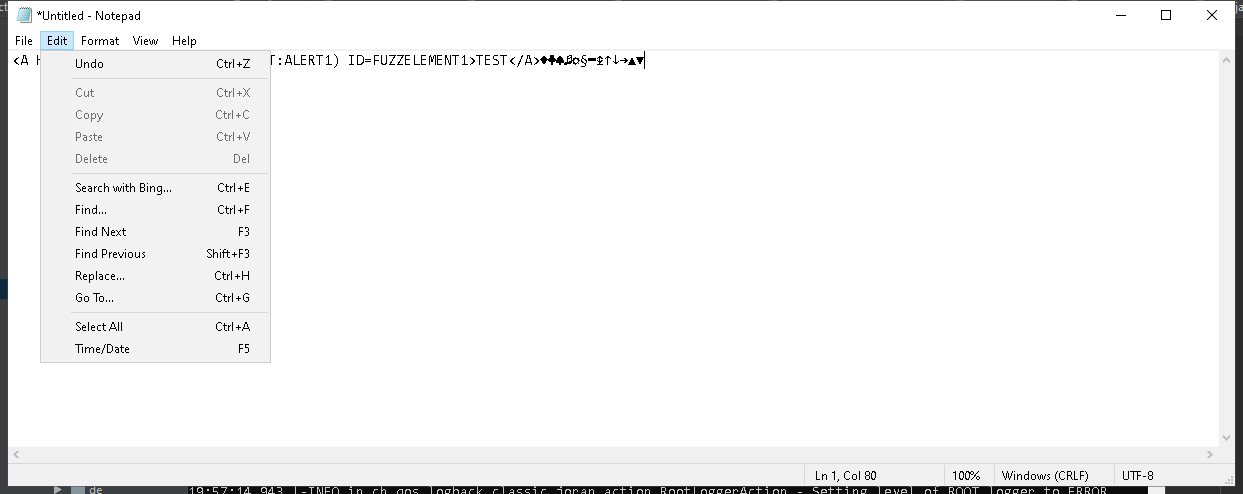 *Untitled - Notepad
File Edit Format View Help
<A H T:ALERT1) ID=FUZZELEMENT1>TEST</A>♦♣♠♫☼§▬↨↑↓→▲▼
Undo Ctrl+Z
Cut Ctrl+X
Copy Ctrl+C
Paste Ctrl+V
Delete Del
Search with Bing... Ctrl+E
Find... Ctrl+F
Find Next F3
Find Previous Shift+F3
Replace... Ctrl+H
Go To... Ctrl+G
Select All Ctrl+A
Time/Date F5
Ln 1, Col 80 100% Windows (CRLF) UTF-8
de 19:57:14,943 |-INFO in ch.qos.logback.classic.joran.action.RootLoggerAction - Setting level of ROOT logger to ERROR